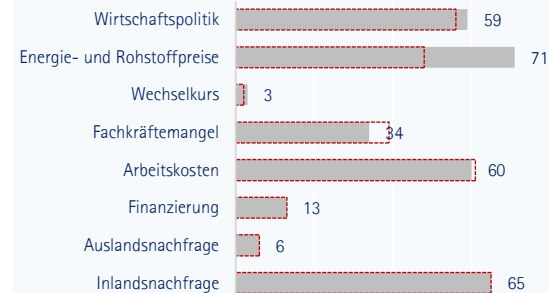 Wirtschaftspolitik 59
Energie- und Rohstoffpreise 71
Wechselkurs 3
Fachkräftemangel 34
Arbeitskosten 60
Finanzierung 13
Auslandsnachfrage 6
Inlandsnachfrage 65